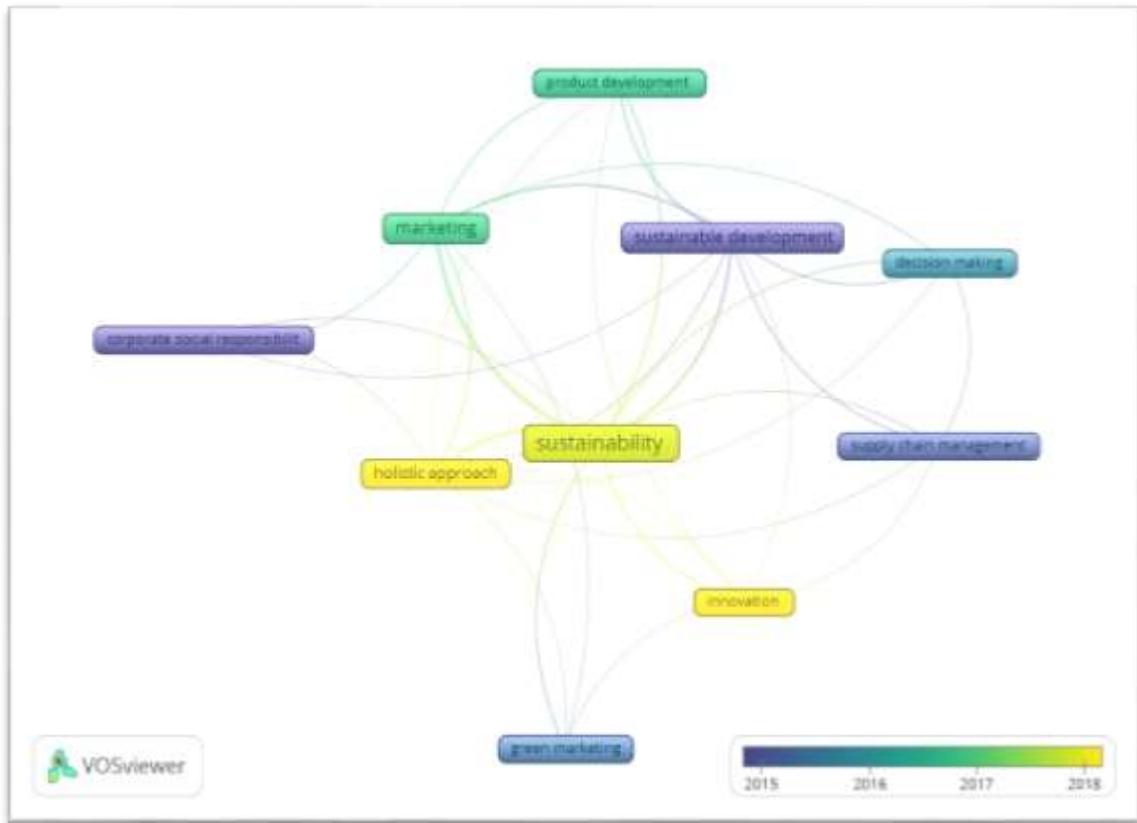 product development
marketing
sustainable development
decision making
corporate social responsibilit
sustainability
supply chain management
holistic approach
innovation
green marketing
VOSviewer
2015 2016 2017 2018